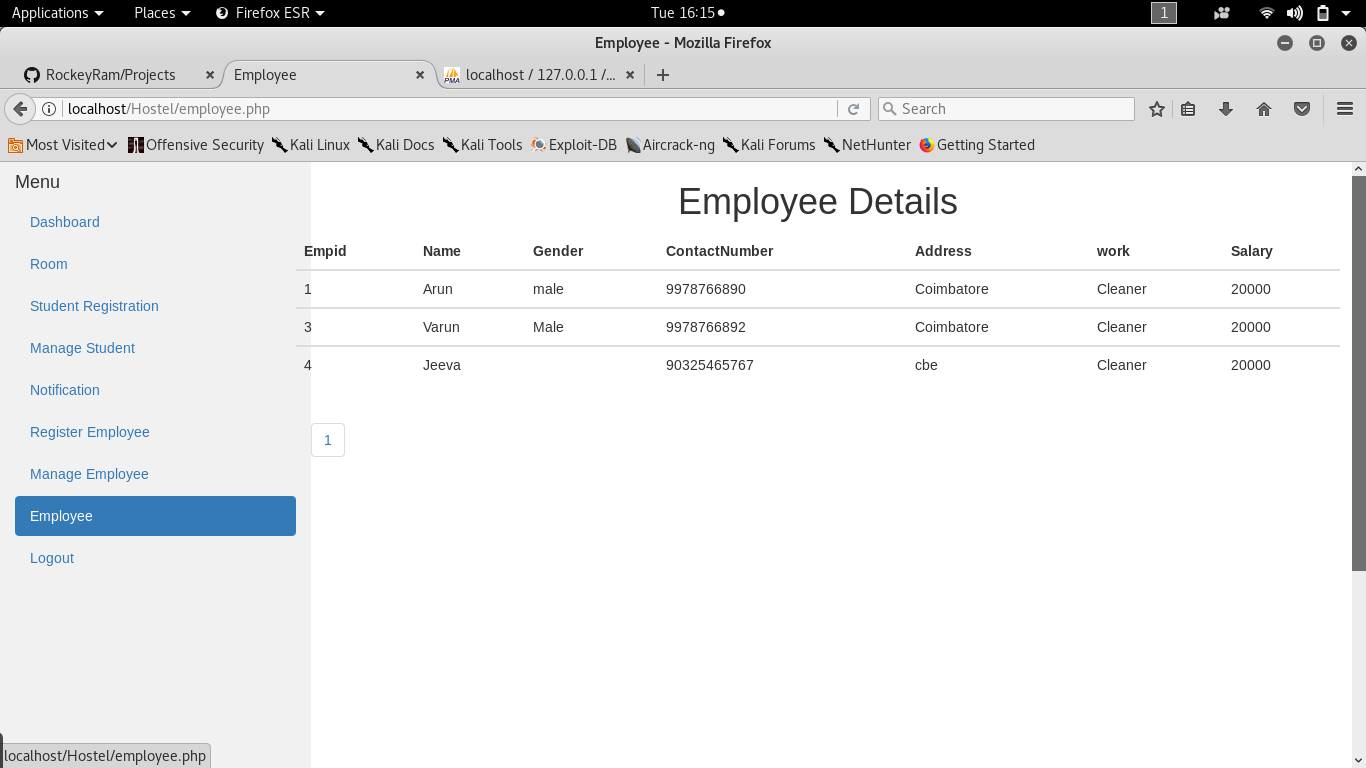 Applications Places Firefox ESR Tue 16:15 1
Employee - Mozilla Firefox
RockeyRam/Projects Employee PMA localhost / 127.0.0.1 /...
localhost/Hostel/employee.php Search
Most Visited Offensive Security Kali Linux Kali Docs Kali Tools Exploit-DB Aircrack-ng Kali Forums NetHunter Getting Started
Menu
Dashboard
Room
Student Registration
Manage Student
Notification
Register Employee
Manage Employee
Employee
Logout
Employee Details
Empid Name Gender ContactNumber Address work Salary
1 Arun male 9978766890 Coimbatore Cleaner 20000
3 Varun Male 9978766892 Coimbatore Cleaner 20000
4 Jeeva 90325465767 cbe Cleaner 20000
1
localhost/Hostel/employee.php